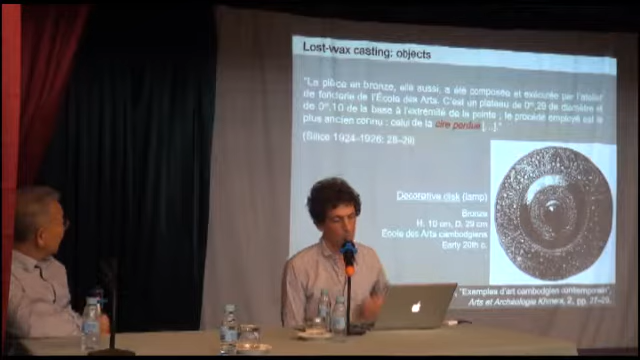 Lost-wax casting: objects
"La pièce en bronze, elle aussi, a été composée et exécutée par l'atelier
de fonderie de l'École des Arts. C'est un plateau de 0ᵐ,29 de diamètre et
de 0ᵐ,10 de la base à l'extrémité de la pointe ; le procédé employé est le
plus ancien connu : celui de la cire perdue [...]."
(Silice 1924-1926: 28-29)
Decorative disk (lamp)
Bronze
H. 10 cm, D. 29 cm
École des Arts cambodgiens
Early 20th c.
"Exemples d'art cambodgien contemporain",
Arts et Archéologie Khmers, 2, pp. 27-29.